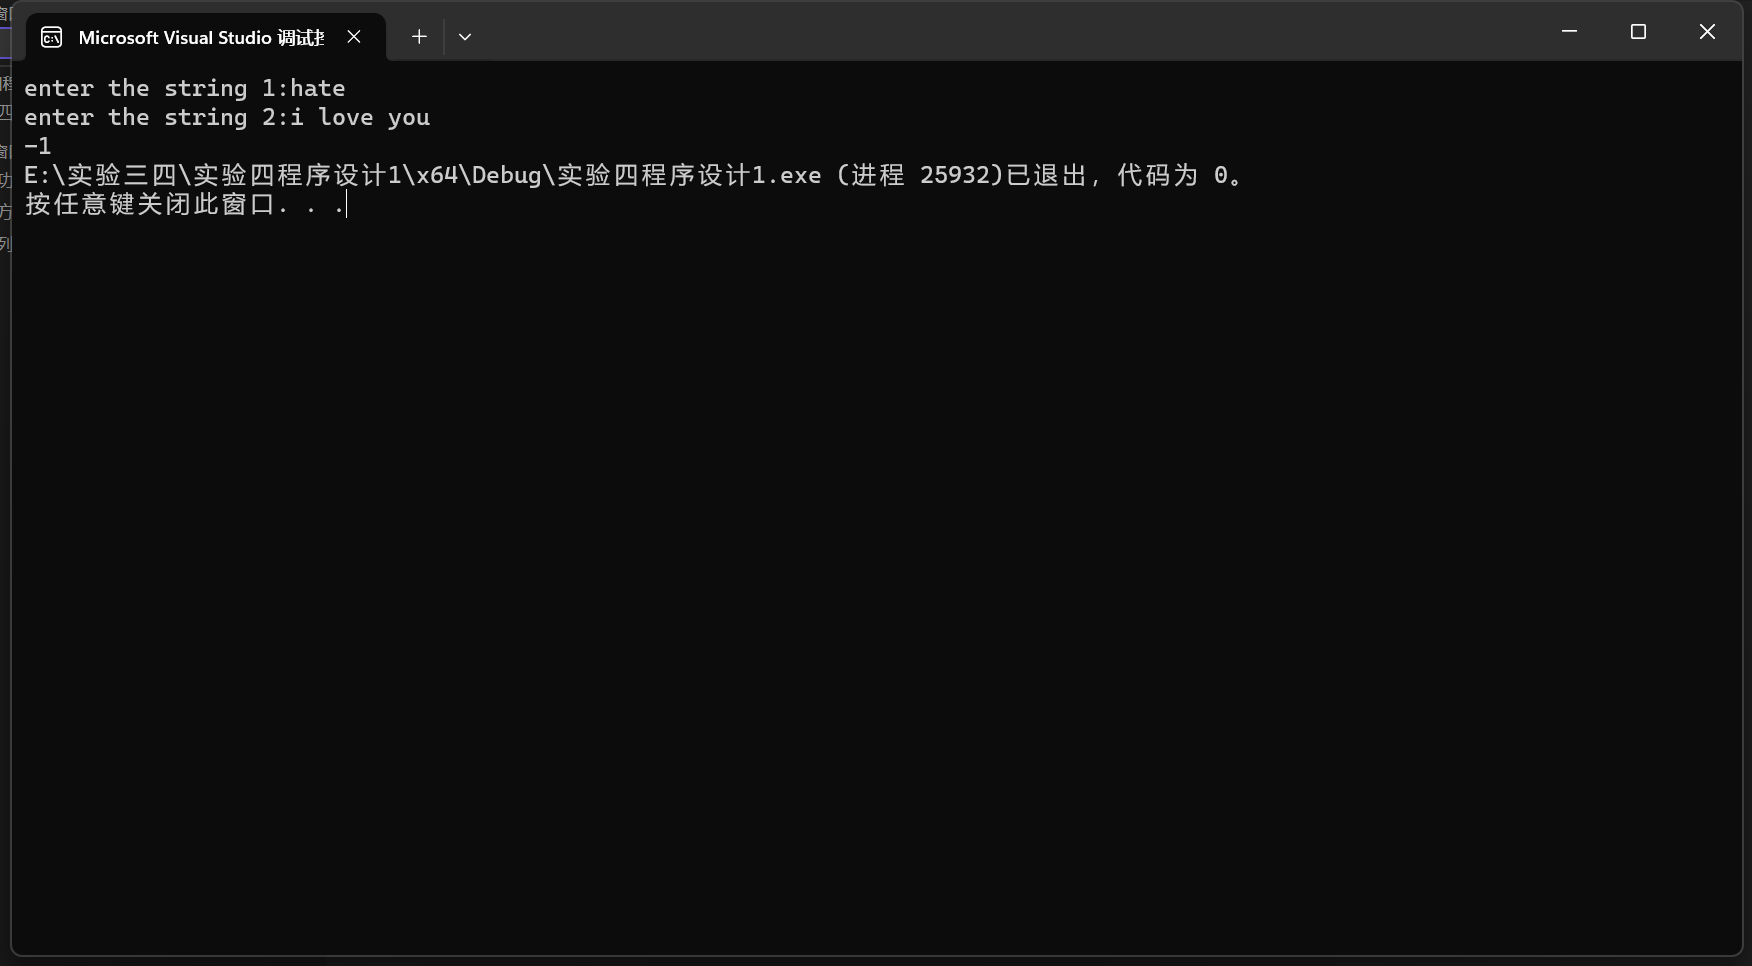 Microsoft Visual Studio 调试
enter the string 1:hate
enter the string 2:i love you
-1
E:\实验三四\实验四程序设计1\x64\Debug\实验四程序设计1.exe (进程 25932)已退出，代码为 0。
按任意键关闭此窗口. . .